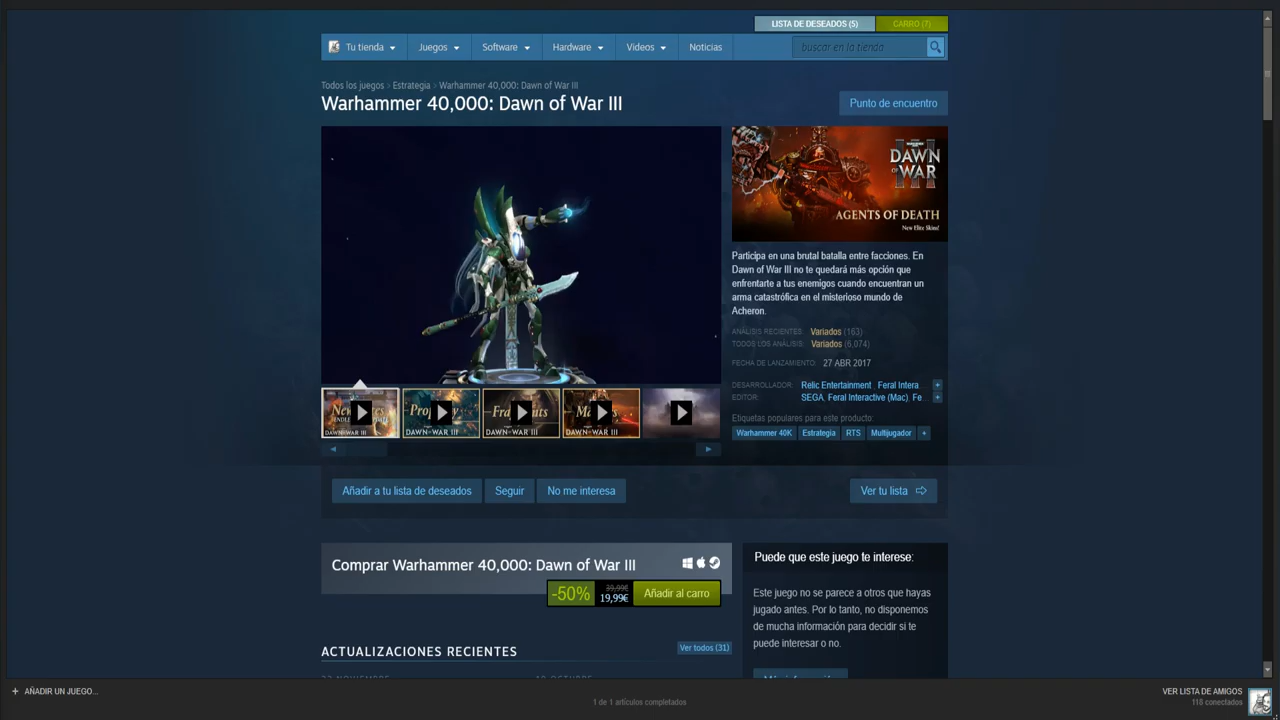 LISTA DE DESEADOS (5)
CARRO (7)
Tu tienda
Juegos
Software
Hardware
Vídeos
Noticias
buscar en la tienda
Todos los juegos > Estrategia > Warhammer 40,000: Dawn of War III
Warhammer 40,000: Dawn of War III
Punto de encuentro
DAWN
OF WAR
III
AGENTS OF DEATH
New Elite Skins!
Participa en una brutal batalla entre facciones. En
Dawn of War III no te quedará más opción que
enfrentarte a tus enemigos cuando encuentran un
arma catastrófica en el misterioso mundo de
Acheron.
ANÁLISIS RECIENTES: Variados (163)
TODOS LOS ANÁLISIS: Variados (6,074)
FECHA DE LANZAMIENTO: 27 ABR 2017
DESARROLLADOR: Relic Entertainment Feral Intera +
EDITOR: SEGA, Feral Interactive (Mac), Fe... +
Etiquetas populares para este producto:
Warhammer 40K
Estrategia
RTS
Multijugador
+
DAWN OF WAR III
DAWN OF WAR III
DAWN OF WAR III
DAWN OF WAR III
Añadir a tu lista de deseados
Seguir
No me interesa
Ver tu lista
Comprar Warhammer 40,000: Dawn of War III
-50%
39,99€
19,99€
Añadir al carro
Puede que este juego te interese:
Este juego no se parece a otros que hayas
jugado antes. Por lo tanto, no disponemos
de mucha información para decidir si te
puede interesar o no.
ACTUALIZACIONES RECIENTES
Ver todos (31)
+ AÑADIR UN JUEGO...
1 de 1 artículos completados
VER LISTA DE AMIGOS
118 conectados